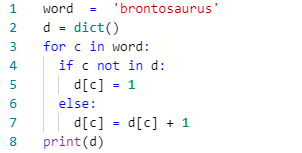 1 word = 'brontosaurus'
2 d = dict()
3 for c in word:
4 if c not in d:
5 d[c] = 1
6 else:
7 d[c] = d[c] + 1
8 print(d)